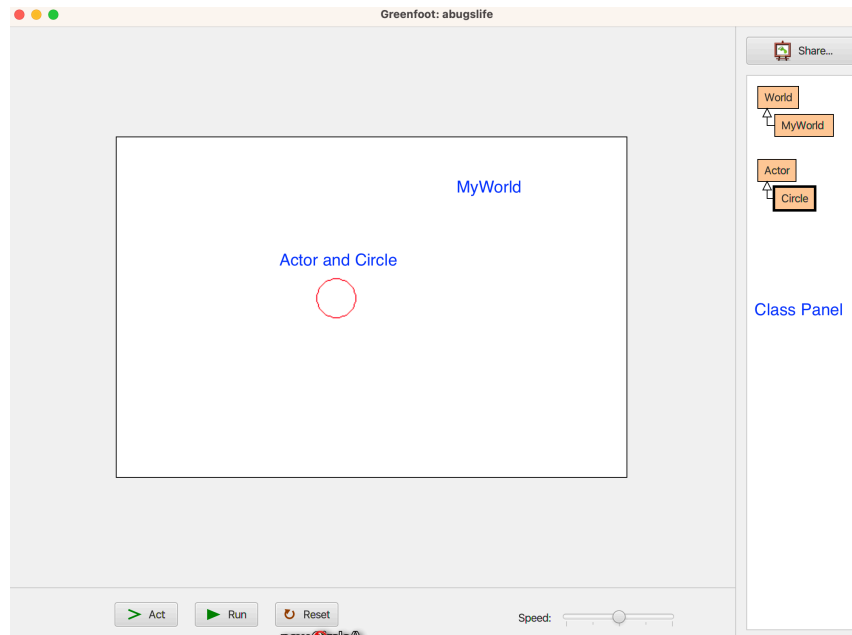 Greenfoot: abugslife
Share...
World
MyWorld
MyWorld
Actor
Circle
Actor and Circle
Class Panel
Act
Run
Reset
Speed: